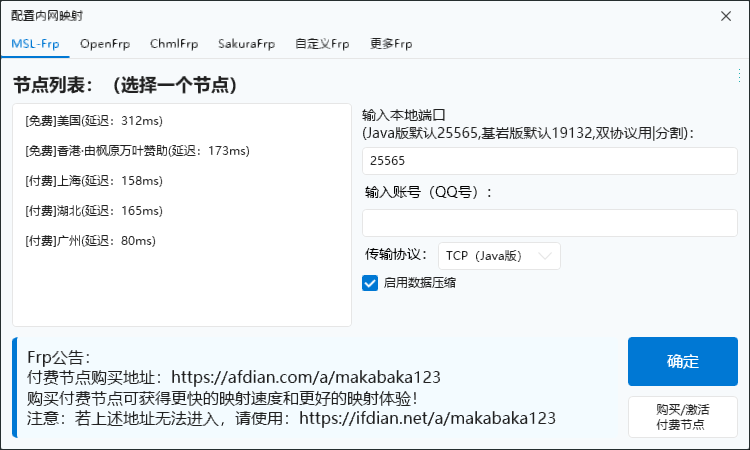 配置内网映射
MSL-Frp OpenFrp ChmlFrp SakuraFrp 自定义Frp 更多Frp
节点列表：（选择一个节点）
[免费]美国(延迟：312ms)
[免费]香港·由枫原万叶赞助(延迟：173ms)
[付费]上海(延迟：158ms)
[付费]湖北(延迟：165ms)
[付费]广州(延迟：80ms)
输入本地端口
(Java版默认25565,基岩版默认19132,双协议用|分割)：
25565
输入账号（QQ号）：
传输协议： TCP（Java版）
启用数据压缩
Frp公告：
付费节点购买地址：https://afdian.com/a/makabaka123
购买付费节点可获得更快的映射速度和更好的映射体验！
注意：若上述地址无法进入，请使用：https://ifdian.net/a/makabaka123
确定
购买/激活
付费节点